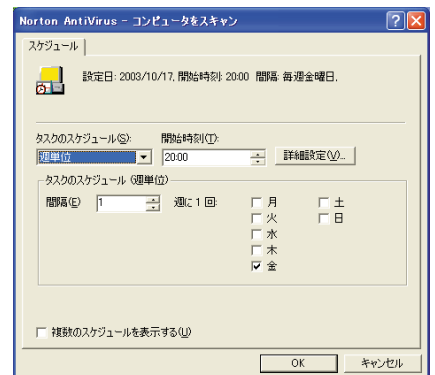 Norton AntiVirus - コンピュータをスキャン
スケジュール
設定日: 2003/10/17, 開始時刻: 20:00 間隔: 毎週金曜日,
タスクのスケジュール(S): 開始時刻(T):
週単位 20:00 詳細設定(V)...
タスクのスケジュール (週単位)
間隔(E) 1 週に 1 回: 月 土
火 日
水
木
金
複数のスケジュールを表示する(U)
OK キャンセル